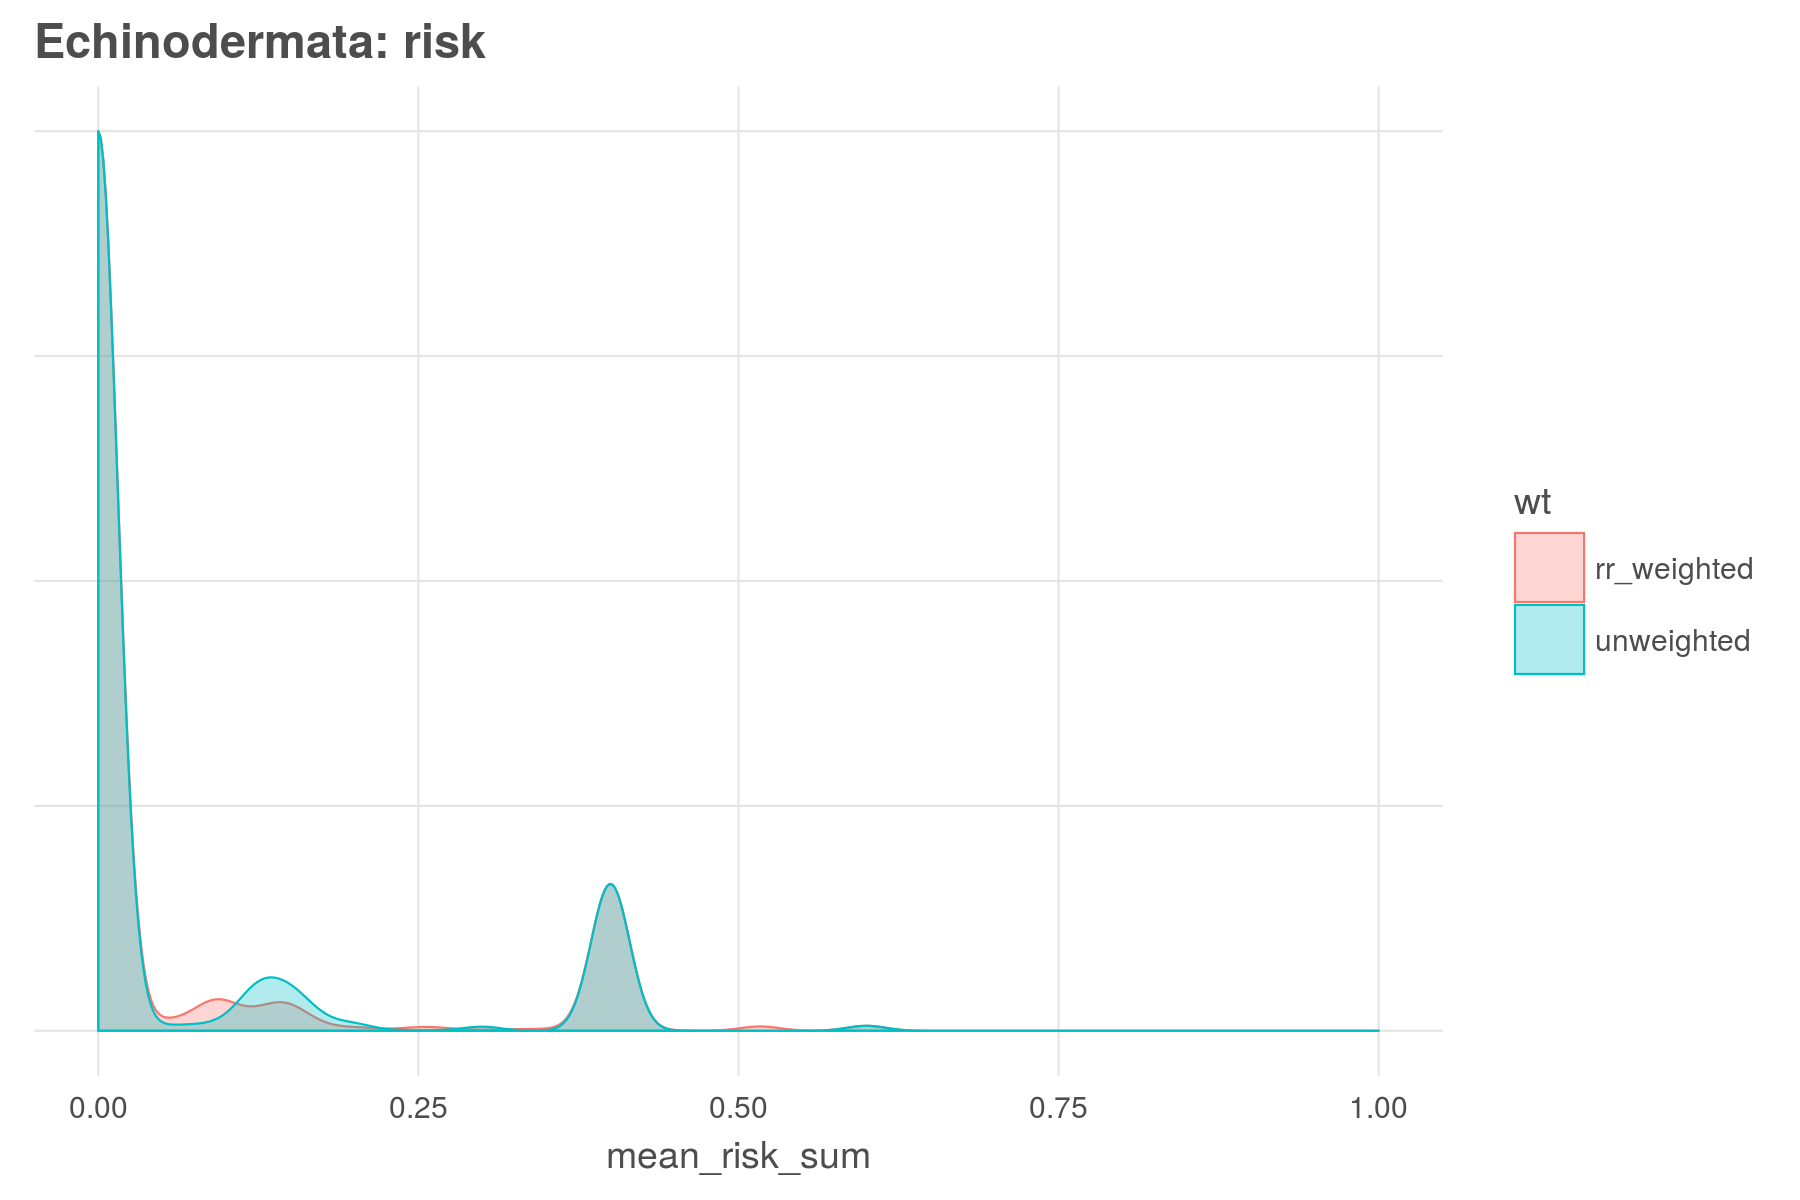 Echinodermata: risk
wt
rr_weighted
unweighted
0.00 0.25 0.50 0.75 1.00
mean_risk_sum